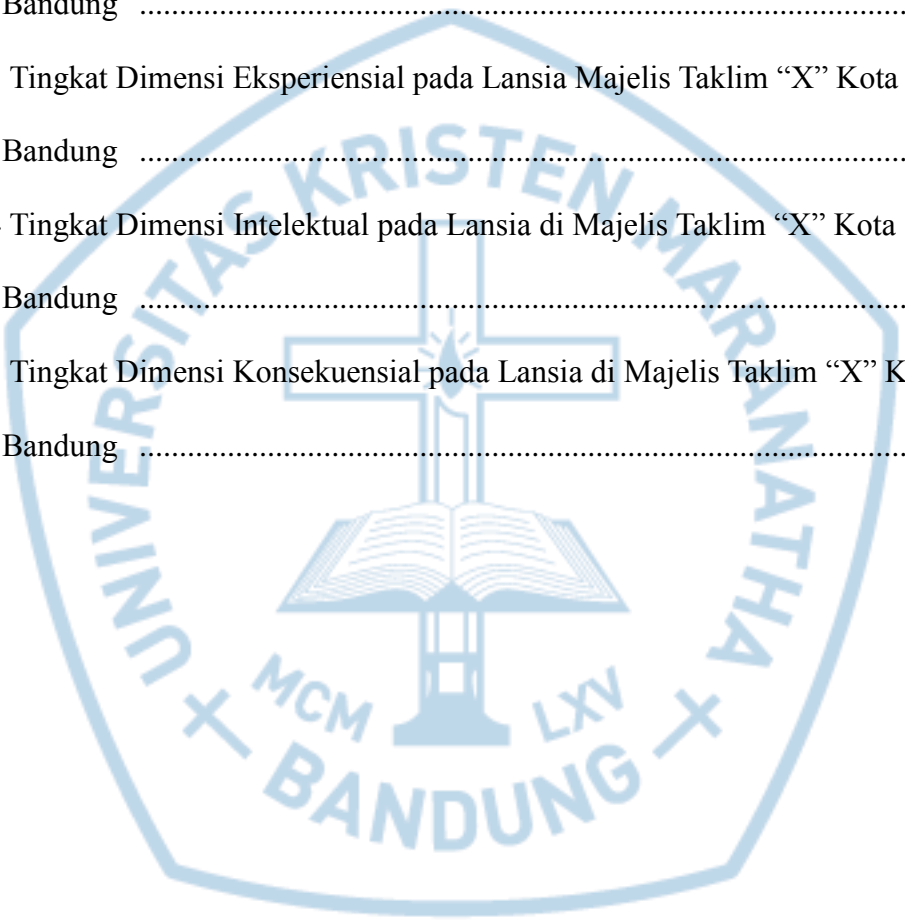 Bandung ....................................................................................................
Tingkat Dimensi Eksperiensial pada Lansia Majelis Taklim “X” Kota
Bandung ....................................................................................................
Tingkat Dimensi Intelektual pada Lansia di Majelis Taklim “X” Kota
Bandung ....................................................................................................
Tingkat Dimensi Konsekuensial pada Lansia di Majelis Taklim “X” K
Bandung ....................................................................................................
UNIVERSITAS KRISTEN MARANATHA
MCM LXV
BANDUNG